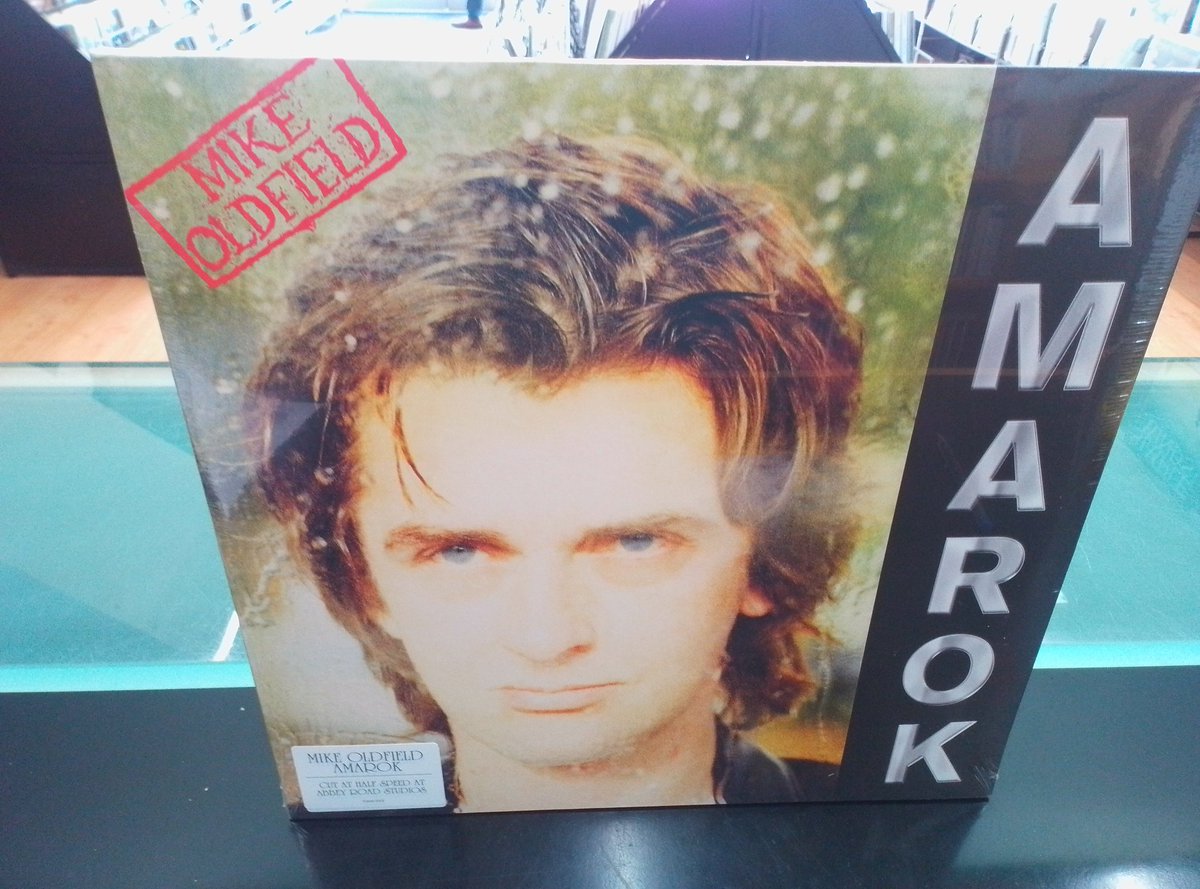 MIKE
OLDFIELD
AMAROK
MIKE OLDFIELD
AMAROK
CUT AT HALF SPEED AT
ABBEY ROAD STUDIOS